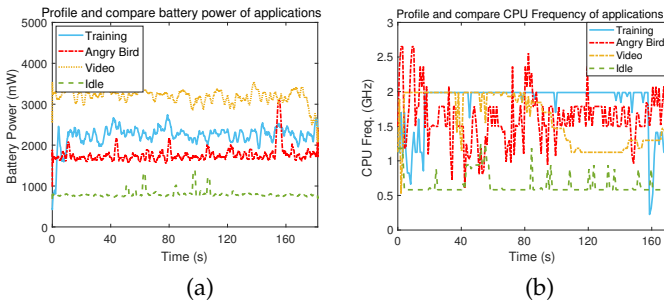 Profile and compare battery power of applications
Training
Angry Bird
Video
Idle
5000
4000
3000
2000
1000
0
Battery Power (mW)
0 40 80 120 160
Time (s)
(a)
Profile and compare CPU Frequency of applications
Training
Angry Bird
Video
Idle
3
2.5
2
1.5
1
0.5
0
CPU Freq. (GHz)
0 40 80 120 160
Time (s)
(b)